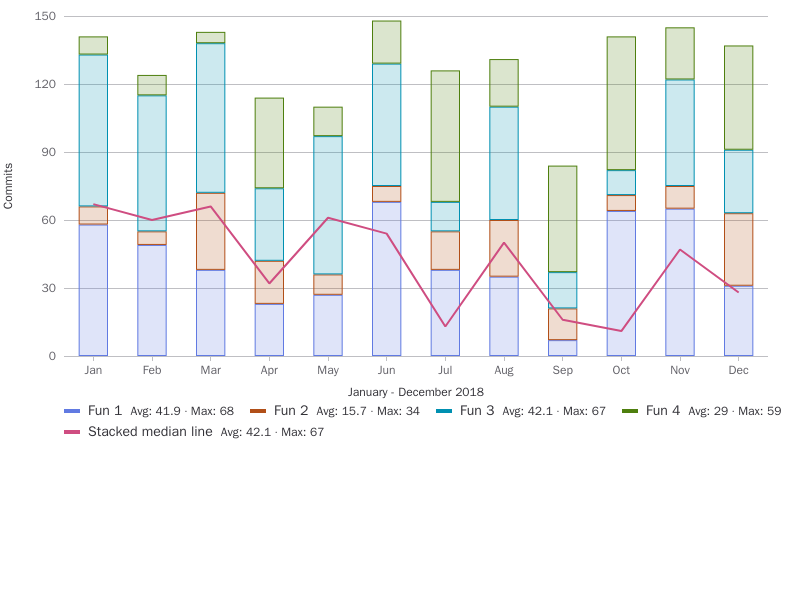 150
120
90
60
30
0
Commits
Jan Feb Mar Apr May Jun Jul Aug Sep Oct Nov Dec
January - December 2018
Fun 1 Avg: 41.9 · Max: 68 Fun 2 Avg: 15.7 · Max: 34 Fun 3 Avg: 42.1 · Max: 67 Fun 4 Avg: 29 · Max: 59
Stacked median line Avg: 42.1 · Max: 67